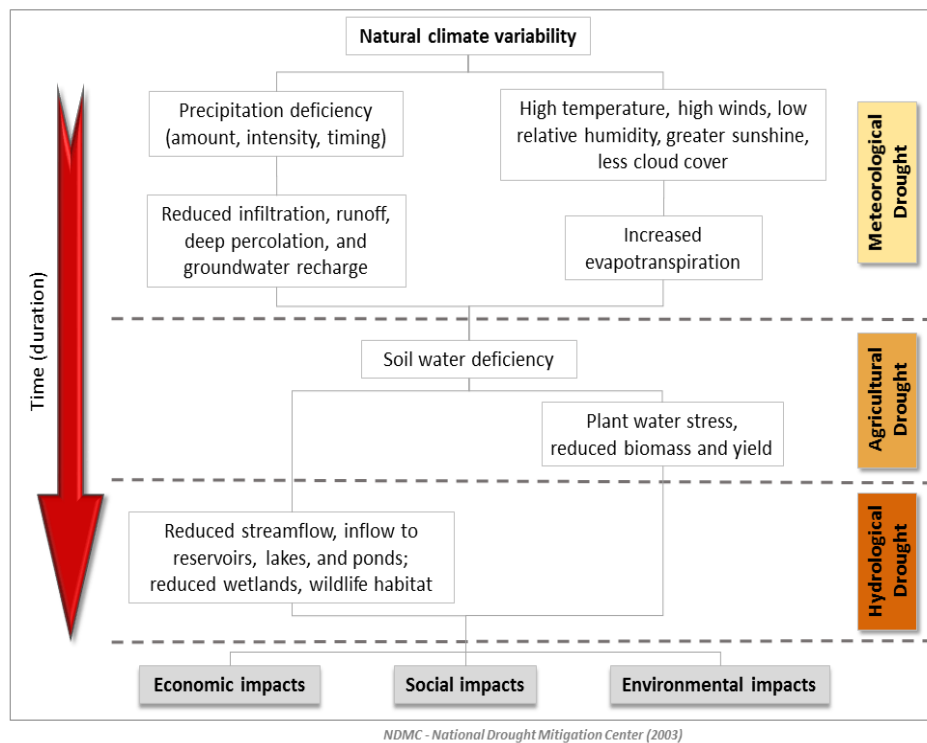 Natural climate variability
Precipitation deficiency
(amount, intensity, timing)
High temperature, high winds, low
relative humidity, greater sunshine,
less cloud cover
Meteorological
Drought
Reduced infiltration, runoff,
deep percolation, and
groundwater recharge
Increased
evapotranspiration
Time (duration)
Soil water deficiency
Plant water stress,
reduced biomass and yield
Agricultural
Drought
Reduced streamflow, inflow to
reservoirs, lakes, and ponds;
reduced wetlands, wildlife habitat
Hydrological
Drought
Economic impacts
Social impacts
Environmental impacts
NDMC - National Drought Mitigation Center (2003)